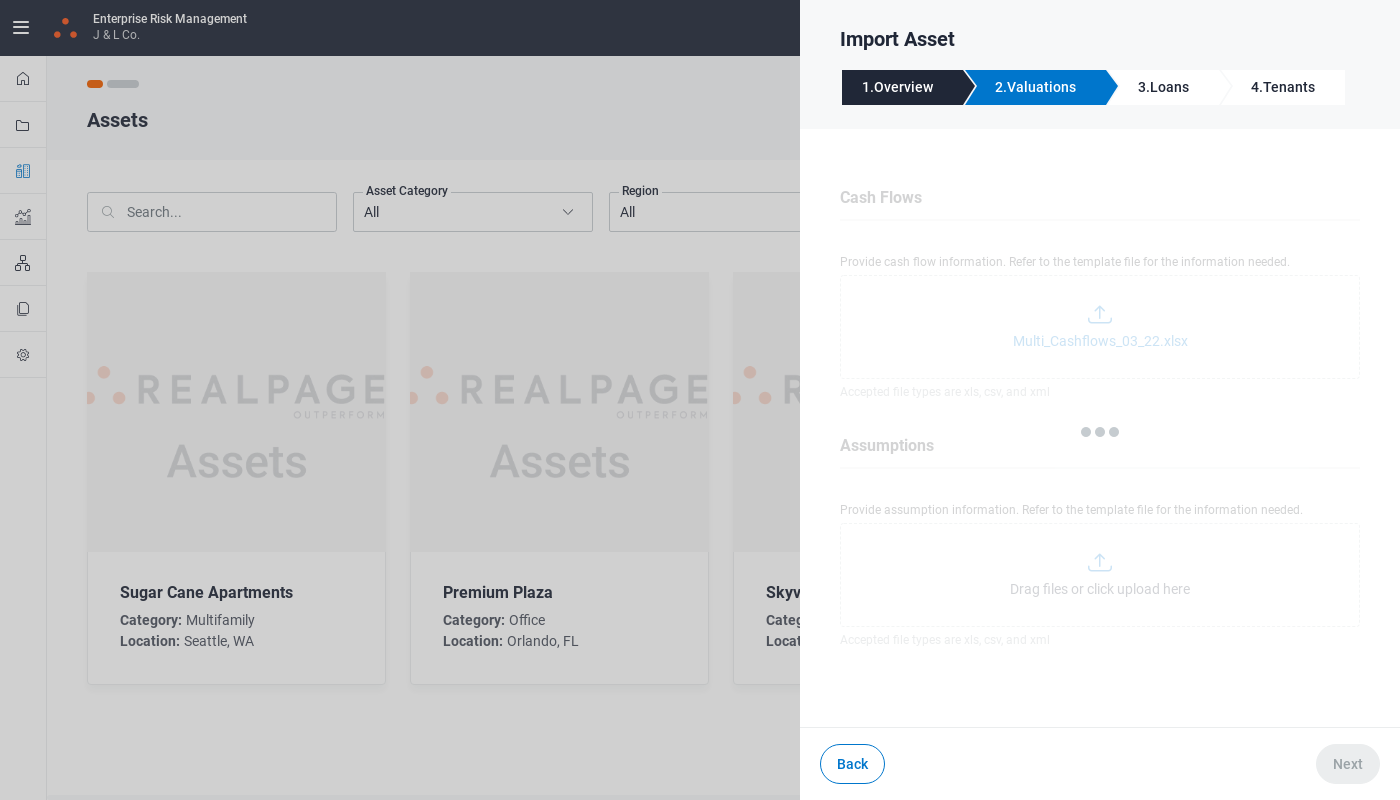 Enterprise Risk Management
J & L Co.
Assets
Search...
Asset Category
All
Region
All
REALPAGE
OUTPERFORM
Assets
REALPAGE
OUTPERFORM
Assets
Sugar Cane Apartments
Category: Multifamily
Location: Seattle, WA
Premium Plaza
Category: Office
Location: Orlando, FL
Import Asset
1.Overview
2.Valuations
3.Loans
4.Tenants
Cash Flows
Provide cash flow information. Refer to the template file for the information needed.
Multi_Cashflows_03_22.xlsx
Accepted file types are xls, csv, and xml
Assumptions
Provide assumption information. Refer to the template file for the information needed.
Drag files or click upload here
Accepted file types are xls, csv, and xml
Back
Next